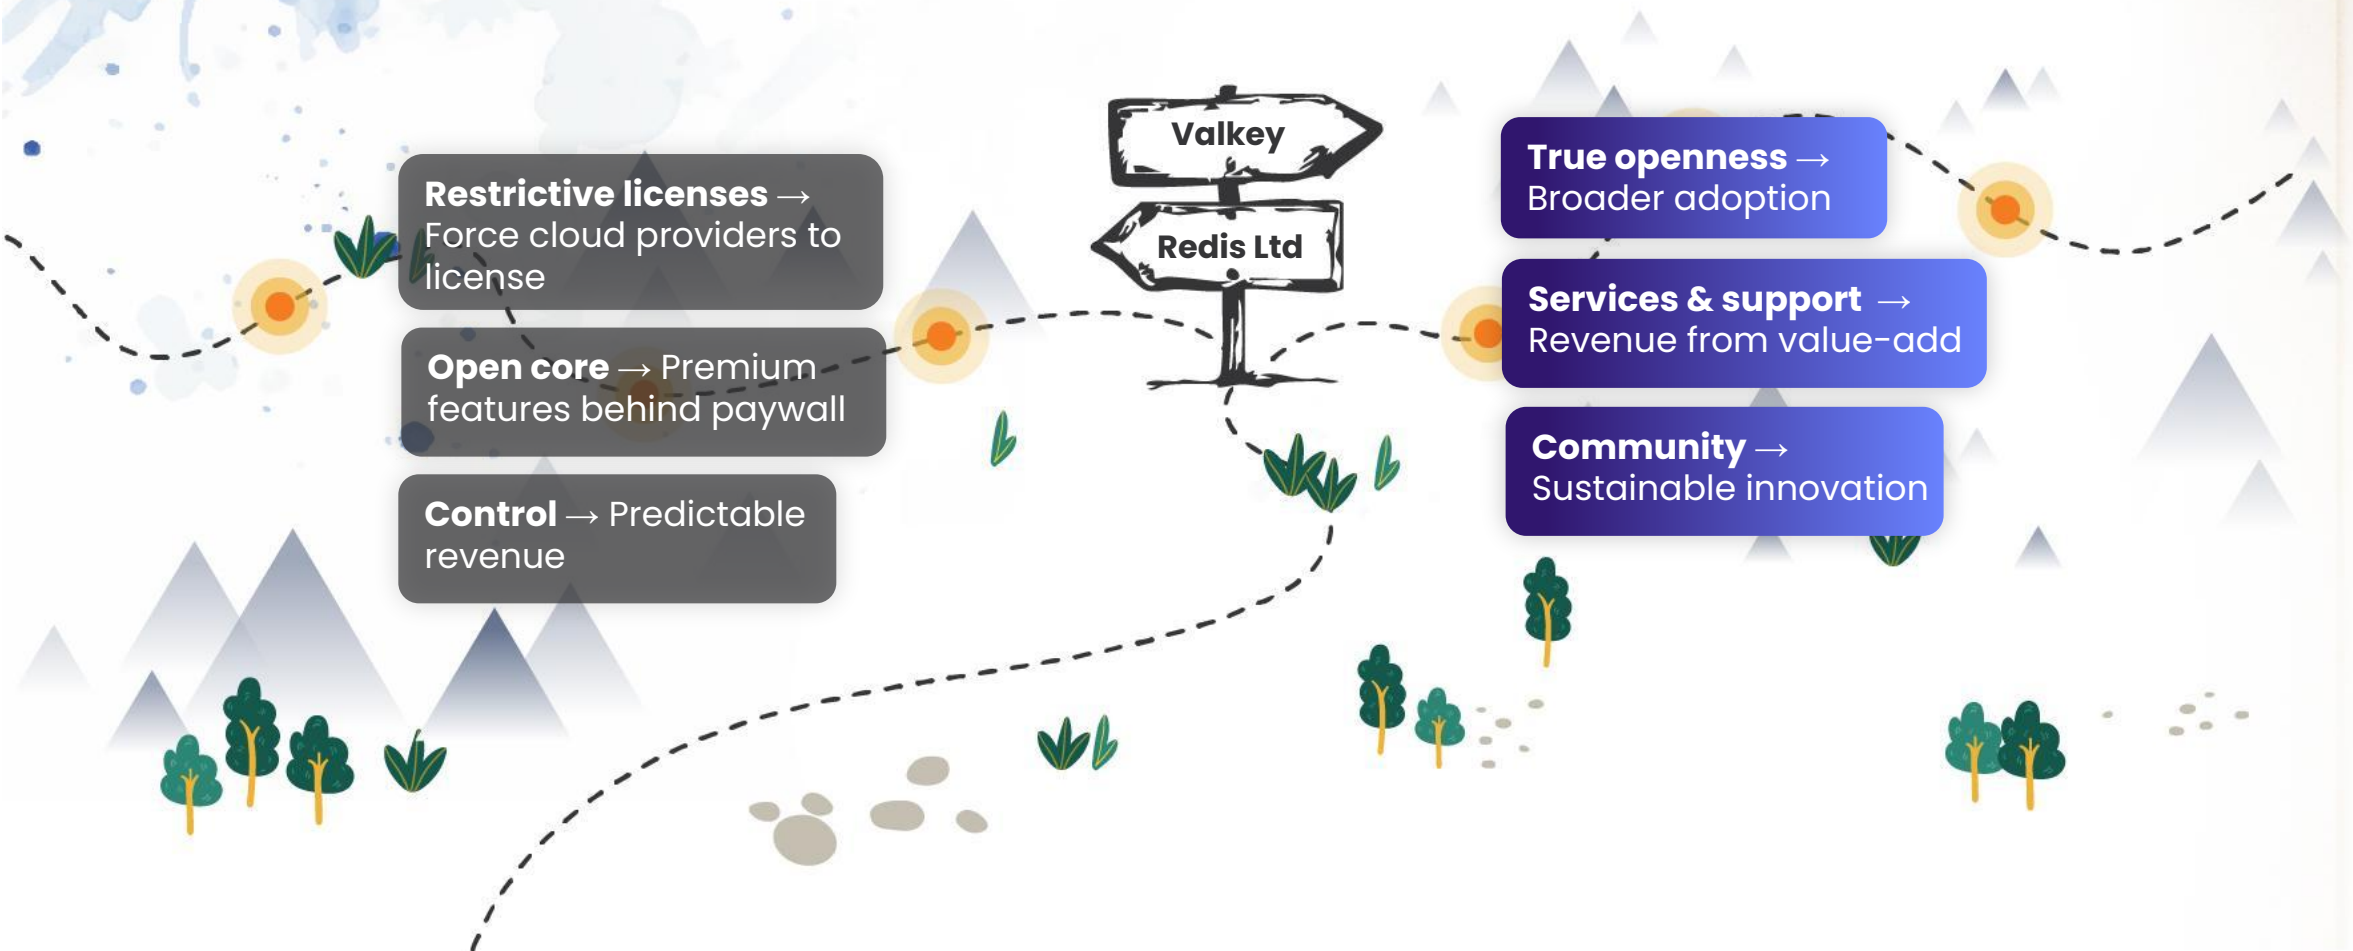 Restrictive licenses →
Force cloud providers to
license
Open core → Premium
features behind paywall
Control → Predictable
revenue
Valkey
Redis Ltd
True openness →
Broader adoption
Services & support →
Revenue from value-add
Community →
Sustainable innovation